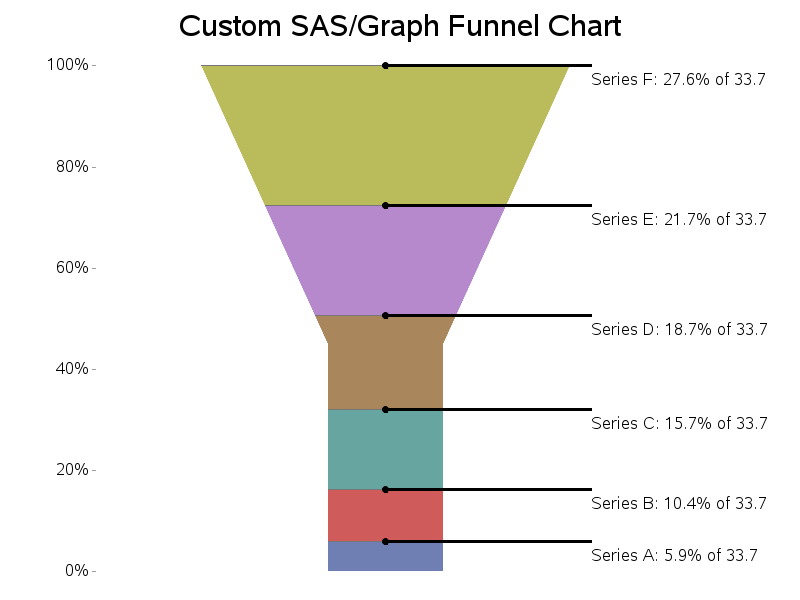 Custom SAS/Graph Funnel Chart
100%
Series F: 27.6% of 33.7
80%
Series E: 21.7% of 33.7
60%
Series D: 18.7% of 33.7
40%
Series C: 15.7% of 33.7
20%
Series B: 10.4% of 33.7
Series A: 5.9% of 33.7
0%